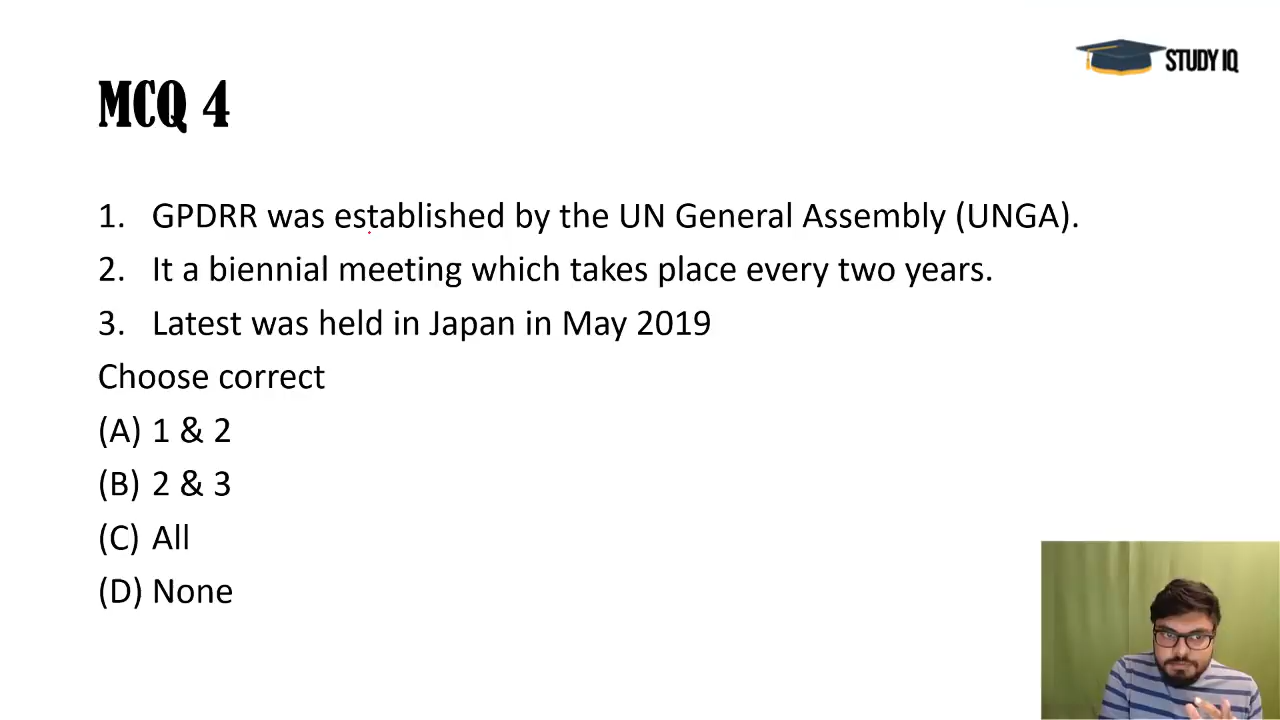 STUDY IQ
MCQ 4
1. GPDRR was established by the UN General Assembly (UNGA).
2. It a biennial meeting which takes place every two years.
3. Latest was held in Japan in May 2019
Choose correct
(A) 1 & 2
(B) 2 & 3
(C) All
(D) None